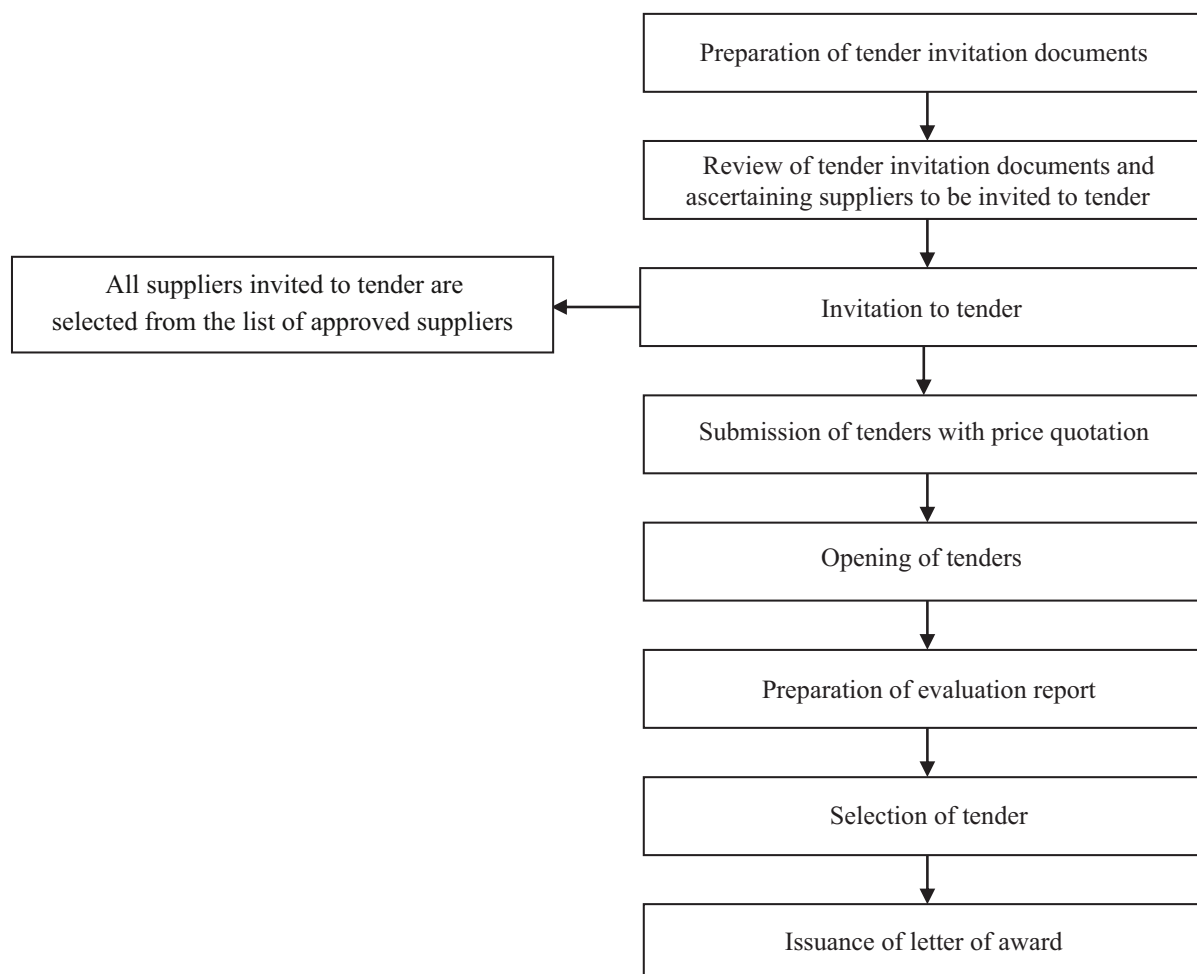 Preparation of tender invitation documents
Review of tender invitation documents and
ascertaining suppliers to be invited to tender
All suppliers invited to tender are
selected from the list of approved suppliers
Invitation to tender
Submission of tenders with price quotation
Opening of tenders
Preparation of evaluation report
Selection of tender
Issuance of letter of award